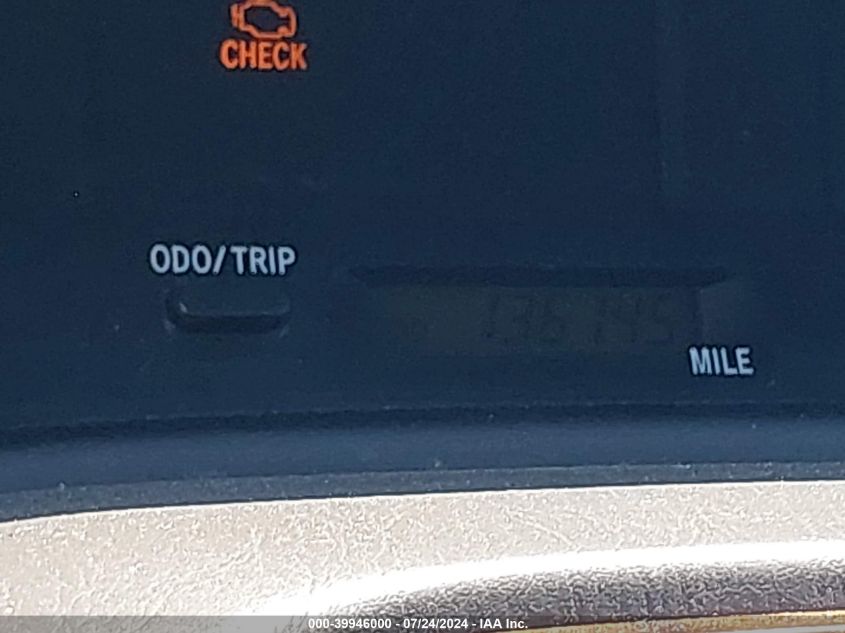 CHECK
ODO/TRIP
MILE
000-39946000 - 07/24/2024 - IAA Inc.